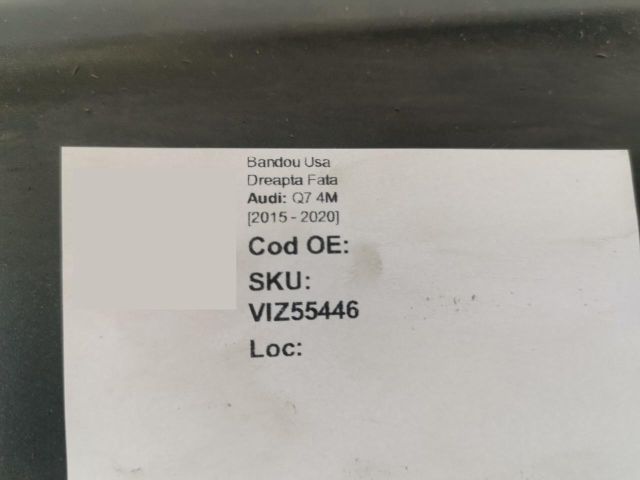 Bandou Usa
Dreapta Fata
Audi: Q7 4M
[2015 - 2020]
Cod OE:
SKU:
VIZ55446
Loc: